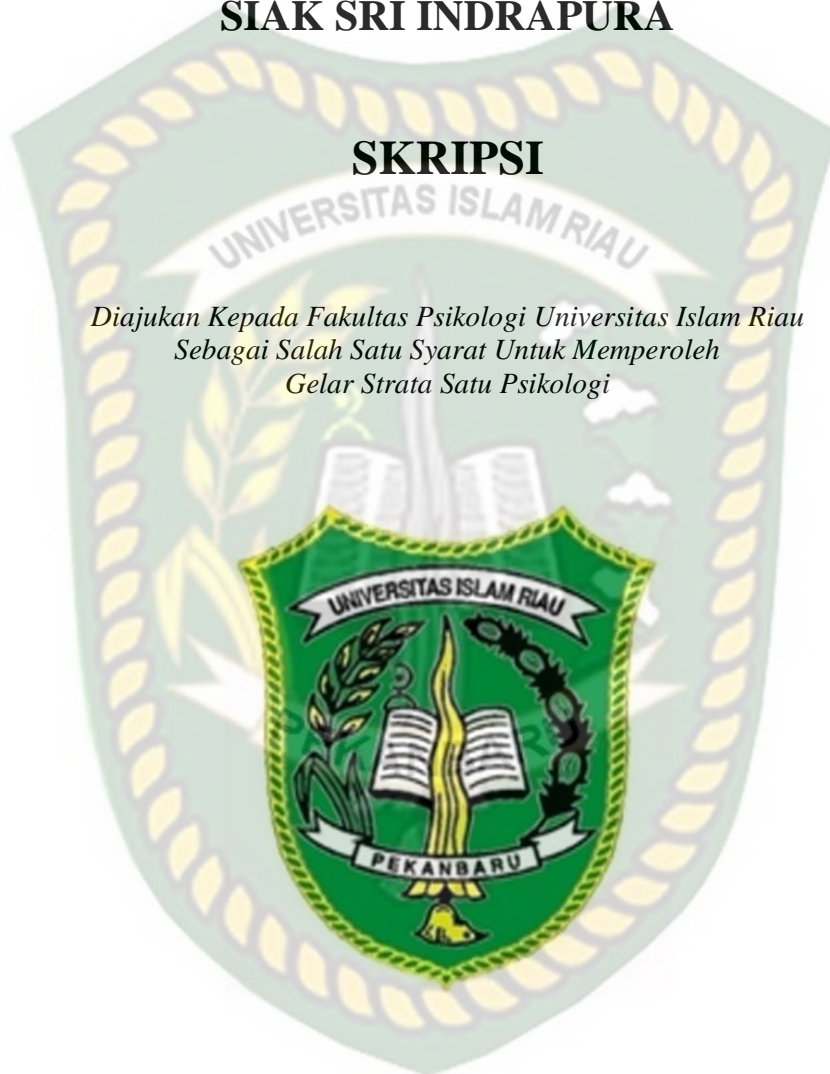 SIAK SRI INDRAPURA
SKRIPSI
UNIVERSITAS ISLAM RIAU
Diajukan Kepada Fakultas Psikologi Universitas Islam Riau
Sebagai Salah Satu Syarat Untuk Memperoleh
Gelar Strata Satu Psikologi
UNIVERSITAS ISLAM RIAU
PEKANBARU
PEKANBARU